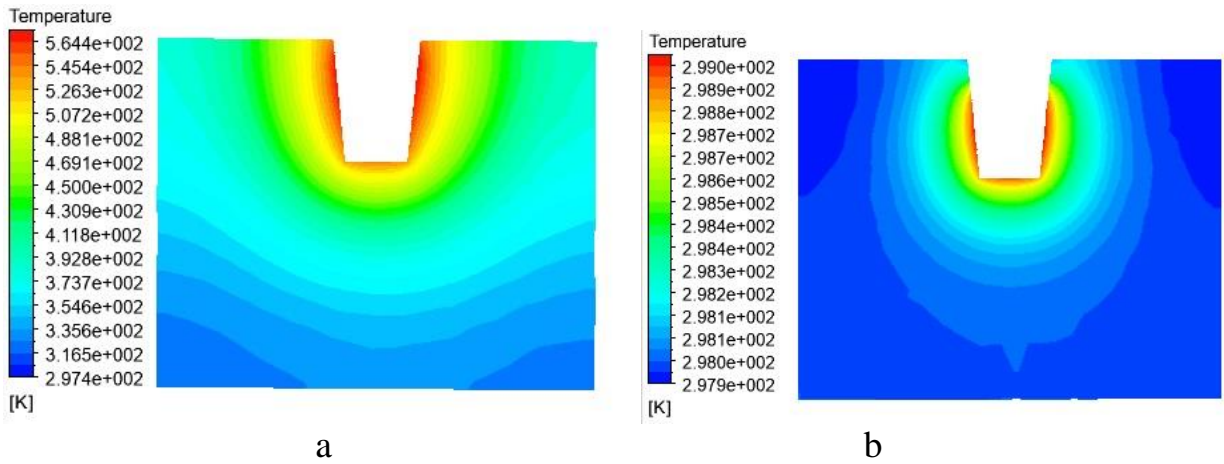 Temperature
5.644e+002
5.454e+002
5.263e+002
5.072e+002
4.881e+002
4.691e+002
4.500e+002
4.309e+002
4.118e+002
3.928e+002
3.737e+002
3.546e+002
3.356e+002
3.165e+002
2.974e+002
[K]
a
Temperature
2.990e+002
2.989e+002
2.988e+002
2.987e+002
2.987e+002
2.986e+002
2.985e+002
2.984e+002
2.984e+002
2.983e+002
2.982e+002
2.981e+002
2.981e+002
2.980e+002
2.979e+002
[K]
b